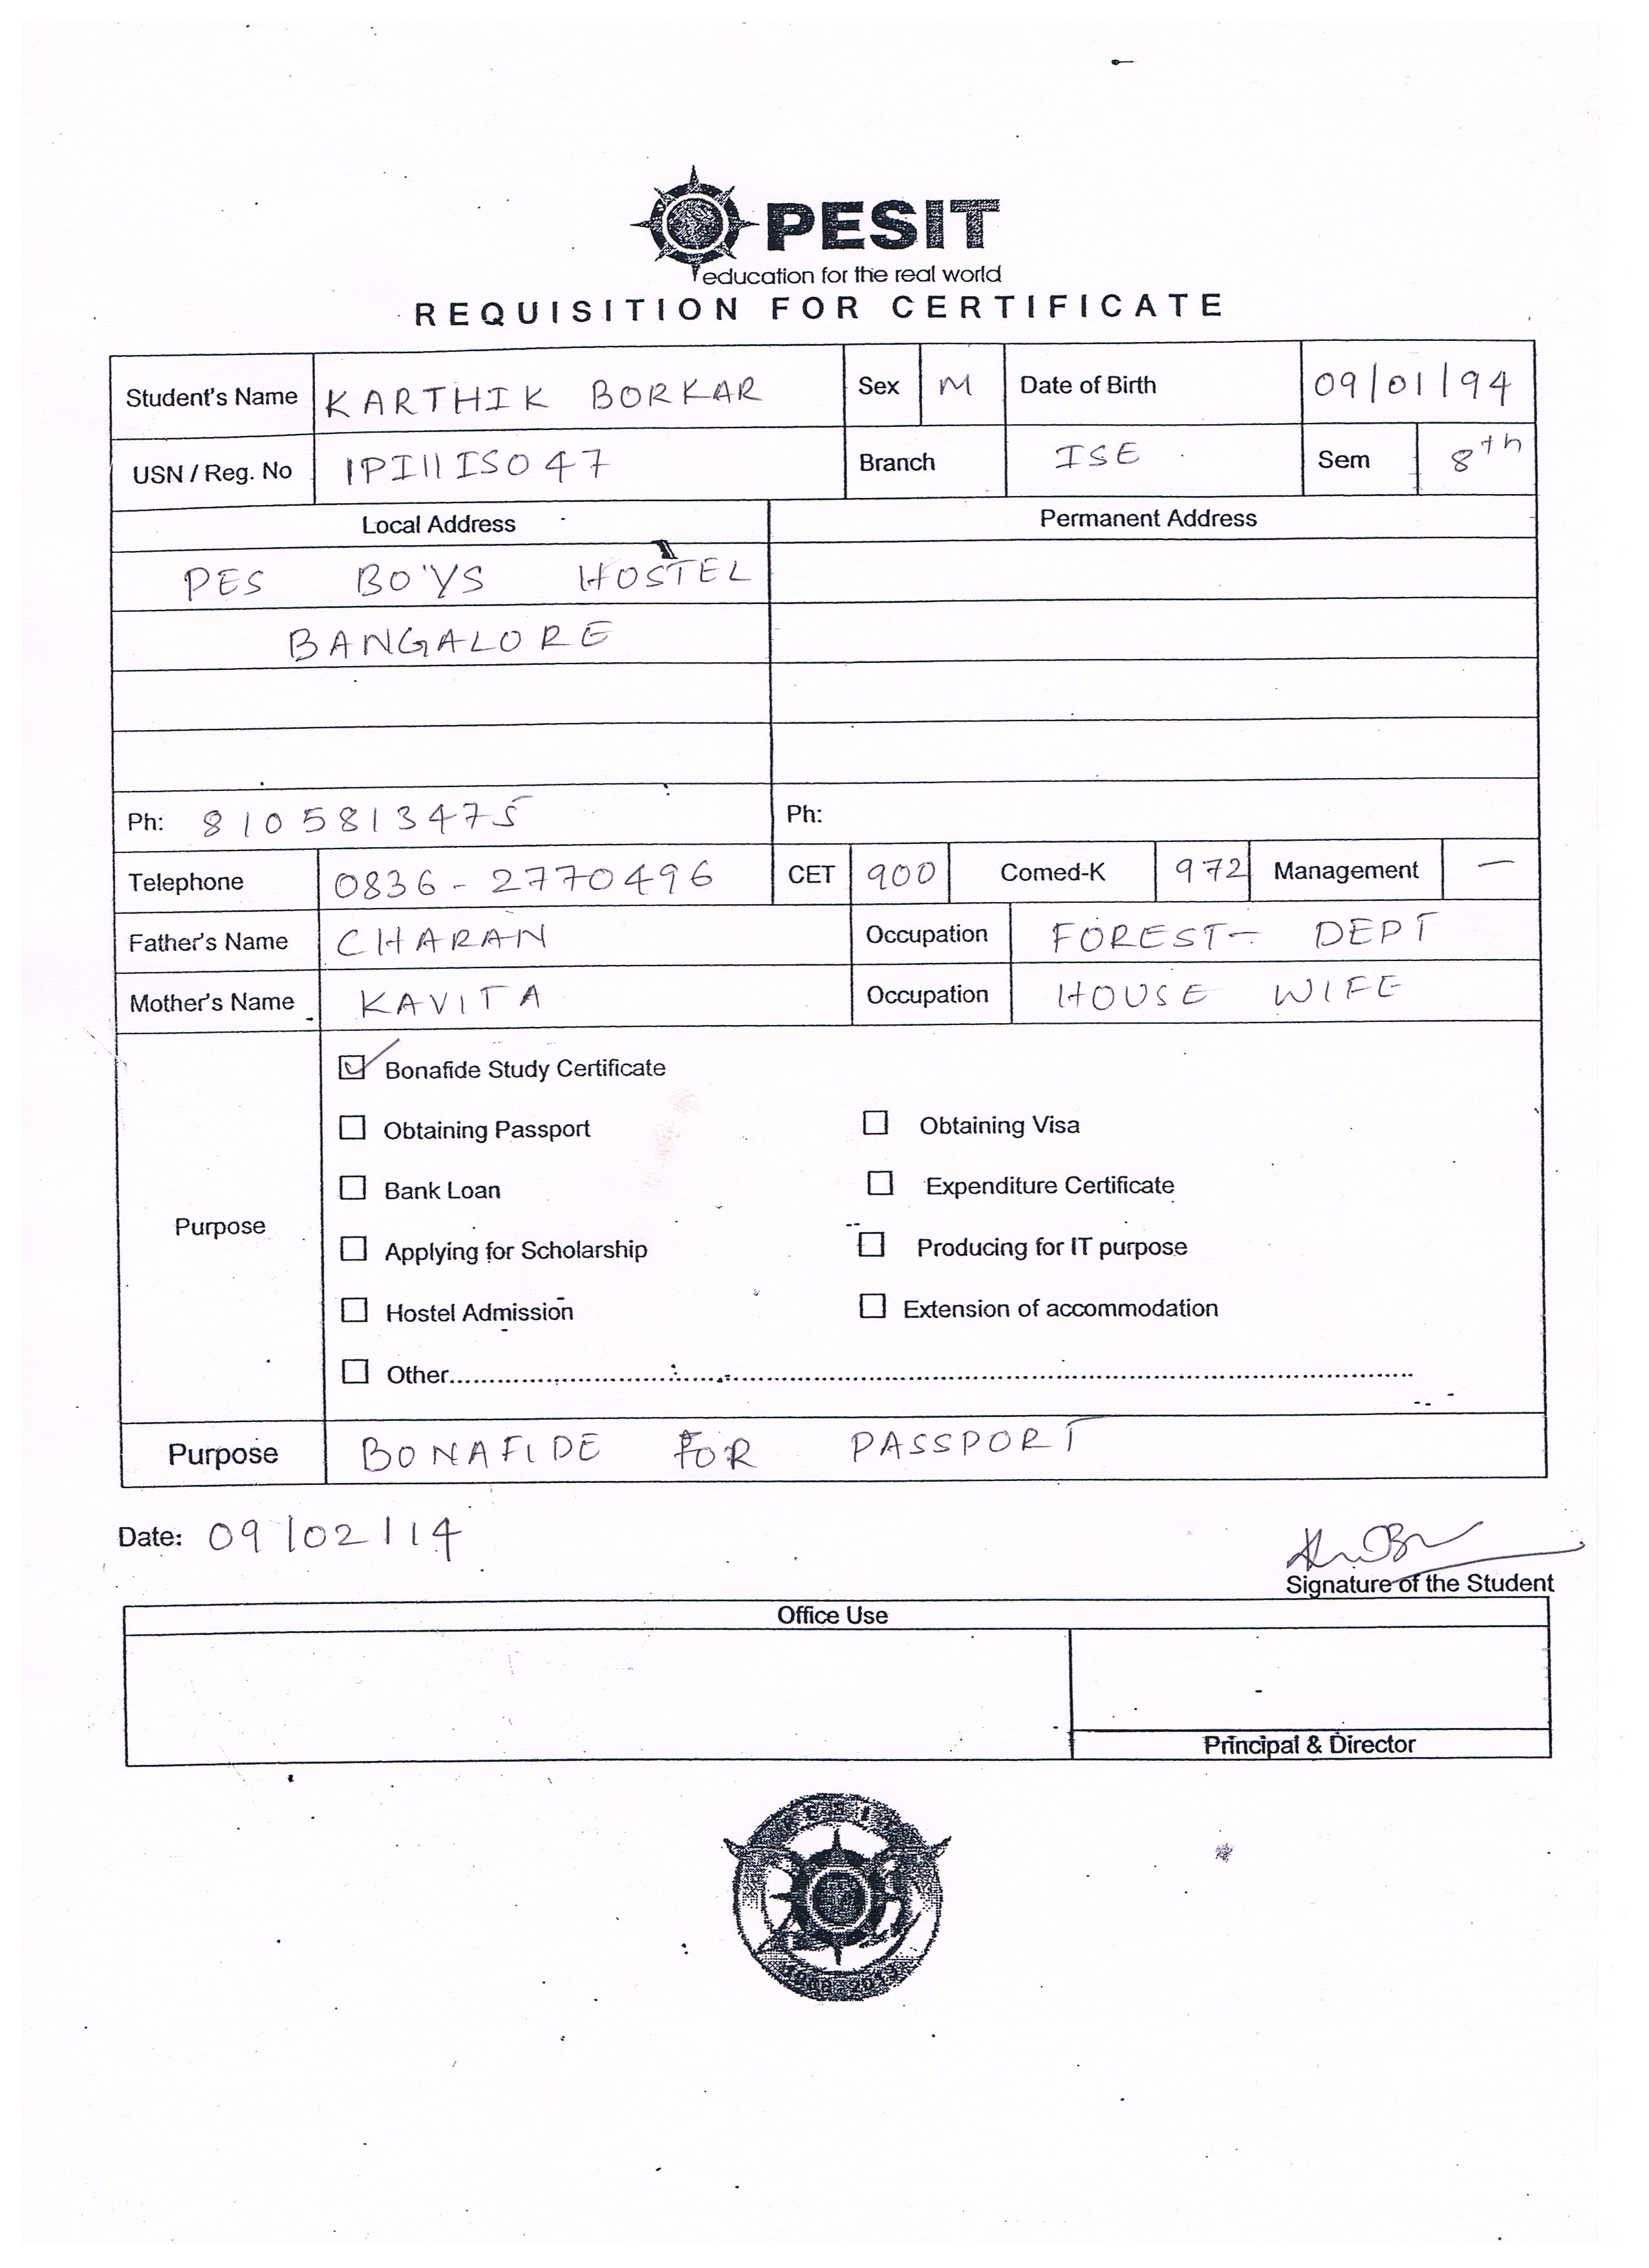 PESIT
education for the real world
REQUISITION FOR CERTIFICATE
Student's Name KARTHIK BORKAR Sex M Date of Birth 09/01/94
USN / Reg. No 1PI11IS047 Branch ISE Sem 8th
Local Address Permanent Address
PES BO'YS HOSTEL
BANGALORE
Ph: 8105813475 Ph:
Telephone 0836-2770496 CET 900 Comed-K 972 Management —
Father's Name CHARAN Occupation FOREST- DEPT
Mother's Name KAVITA Occupation HOUSE WIFE
Purpose
Bonafide Study Certificate
Obtaining Passport Obtaining Visa
Bank Loan Expenditure Certificate
Applying for Scholarship Producing for IT purpose
Hostel Admission Extension of accommodation
Other
Purpose BONAFIDE FOR PASSPORT
Date: 09/02/14
Signature of the Student
Office Use
Principal & Director